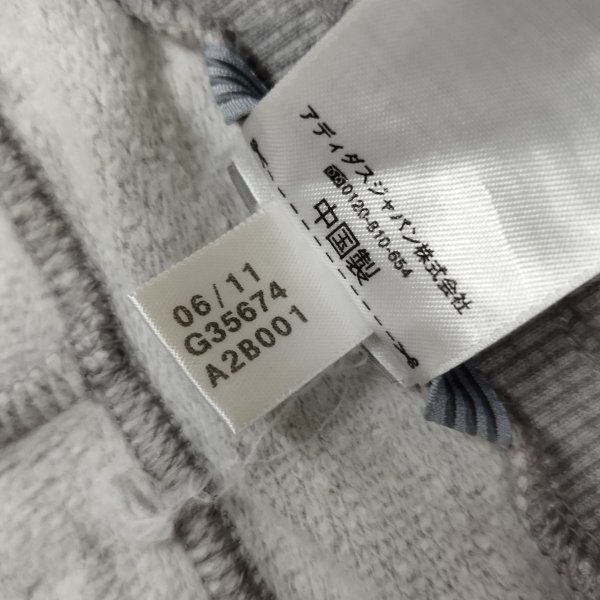 アディダスジャパン株式会社
0120-810-654
中国製
06/11
G35674
A2B001